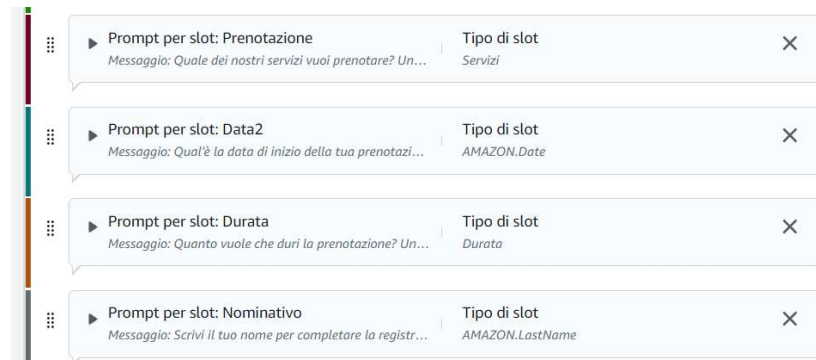 Prompt per slot: Prenotazione
Messaggio: Quale dei nostri servizi vuoi prenotare? Un...
Tipo di slot
Servizi
Prompt per slot: Data2
Messaggio: Qual'è la data di inizio della tua prenotazi...
Tipo di slot
AMAZON.Date
Prompt per slot: Durata
Messaggio: Quanto vuole che duri la prenotazione? Un...
Tipo di slot
Durata
Prompt per slot: Nominativo
Messaggio: Scrivi il tuo nome per completare la registr...
Tipo di slot
AMAZON.LastName